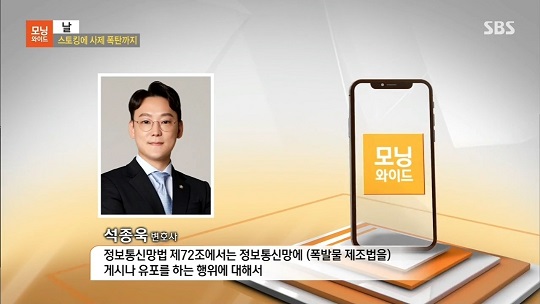 모닝
와이드
날
스토킹에 사제 폭탄까지
SBS
모닝
와이드
석종욱 변호사
정보통신망법 제72조에서는 정보통신망에 (폭발물 제조법을)
게시나 유포를 하는 행위에 대해서